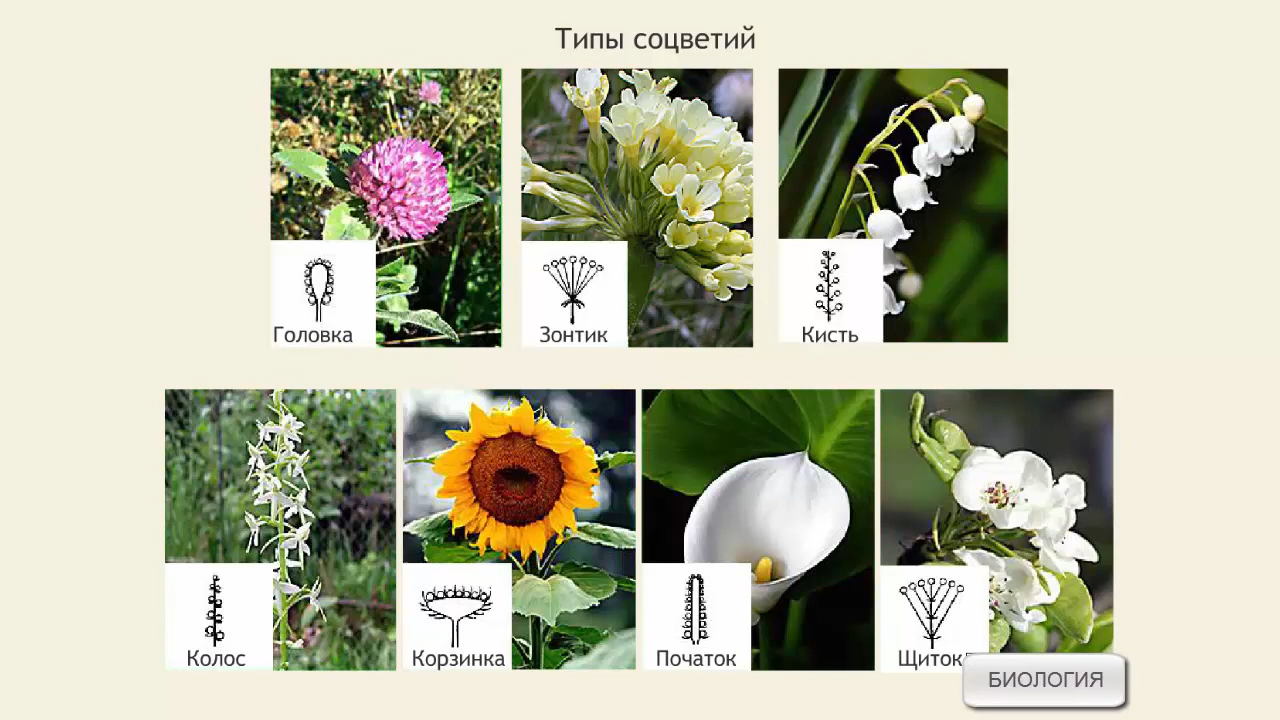 Типы соцветий
Головка
Зонтик
Кисть
Колос
Корзинка
Початок
Щиток
БИОЛОГИЯ